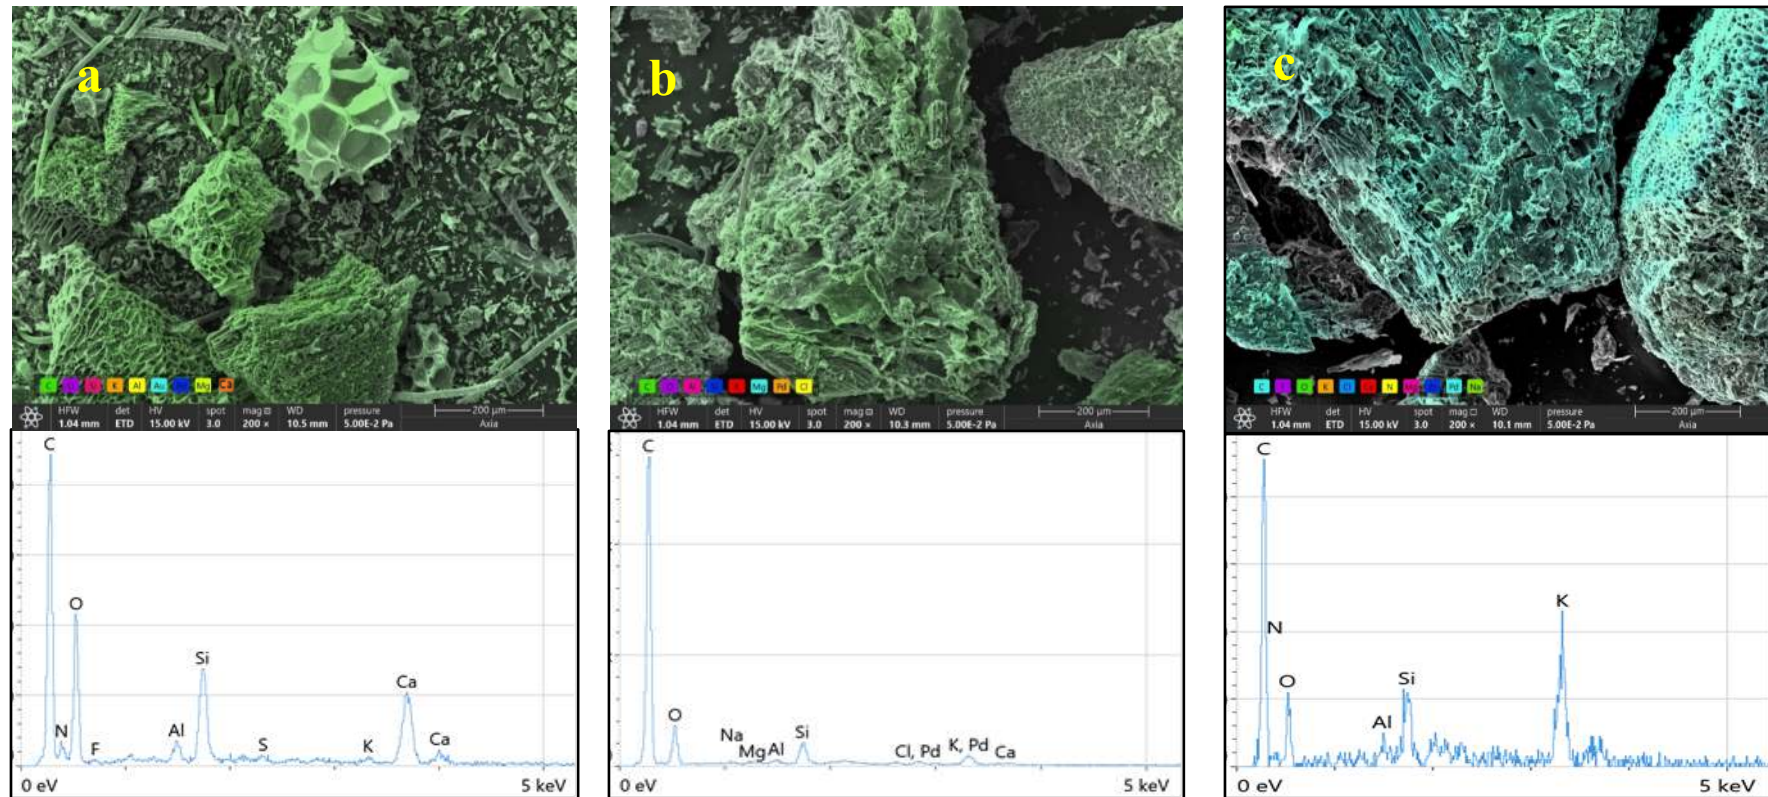 a
C K Al Au Mg Ca
HFW det HV spot mag WD pressure 200 µm
1.04 mm ETD 15.00 kV 3.0 200 × 10.5 mm 5.00E-2 Pa Axia
C
O
Si
Ca
N
F
Al
S
K
Ca
0 eV 5 keV
b
C O Al Mg Pd Cl
HFW det HV spot mag WD pressure 200 µm
1.04 mm ETD 15.00 kV 3.0 200 × 10.3 mm 5.00E-2 Pa Axia
C
O
Na
Mg Al
Si
Cl, Pd
K, Pd
Ca
0 eV 5 keV
c
C O K Cl N Pd Na
HFW det HV spot mag WD pressure 200 µm
1.04 mm ETD 15.00 kV 3.0 200 × 10.1 mm 5.00E-2 Pa Axia
C
N
O
Al
Si
K
0 eV 5 keV